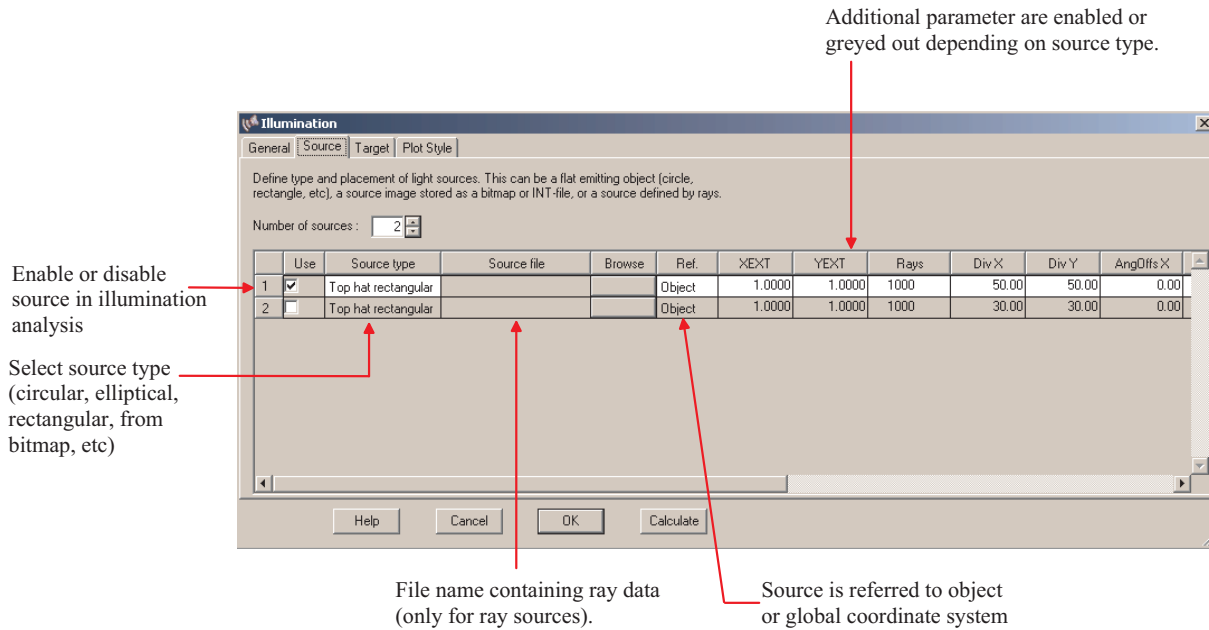 Additional parameter are enabled or
greyed out depending on source type.
Illumination
General Source Target Plot Style
Define type and placement of light sources. This can be a flat emitting object (circle,
rectangle, etc), a source image stored as a bitmap or INT-file, or a source defined by rays.
Number of sources : 2
Use Source type Source file Browse Ref. XEXT YEXT Rays Div X Div Y AngOffs X
1 Top hat rectangular Object 1.0000 1.0000 1000 50.00 50.00 0.00
2 Top hat rectangular Object 1.0000 1.0000 1000 30.00 30.00 0.00
Enable or disable
source in illumination
analysis
Select source type
(circular, elliptical,
rectangular, from
bitmap, etc)
Help Cancel OK Calculate
File name containing ray data
(only for ray sources).
Source is referred to object
or global coordinate system